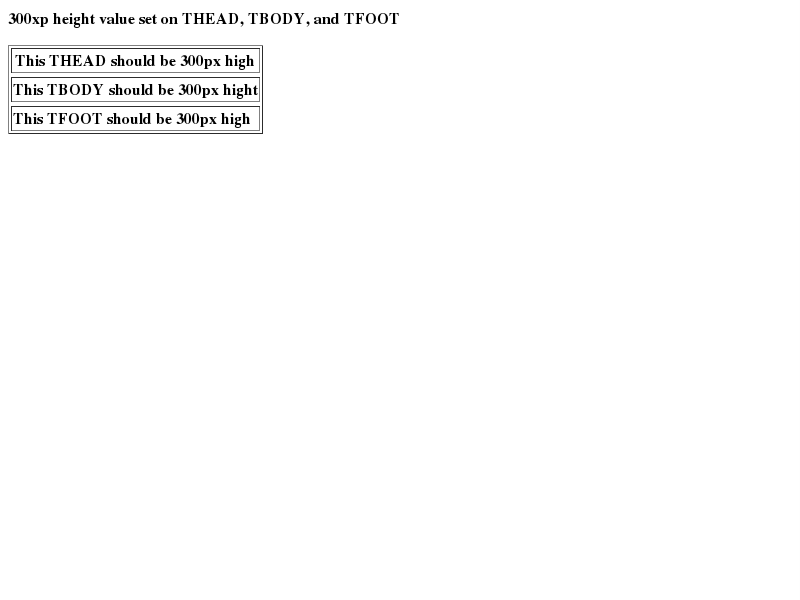 300xp height value set on THEAD, TBODY, and TFOOT
This THEAD should be 300px high
This TBODY should be 300px hight
This TFOOT should be 300px high